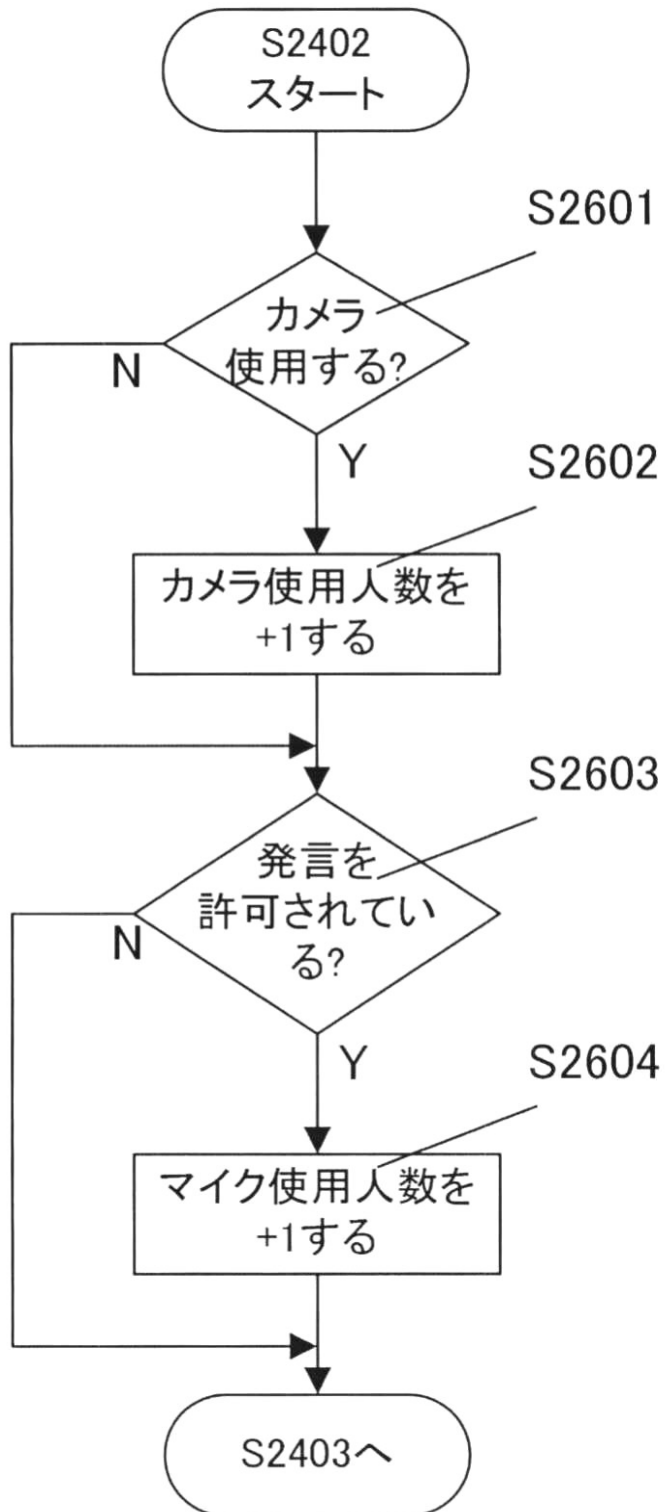 S2402
スタート
S2601
カメラ
使用する?
N
Y
S2602
カメラ使用人数を
+1する
S2603
発言を
許可されてい
る?
N
Y
S2604
マイク使用人数を
+1する
S2403へ